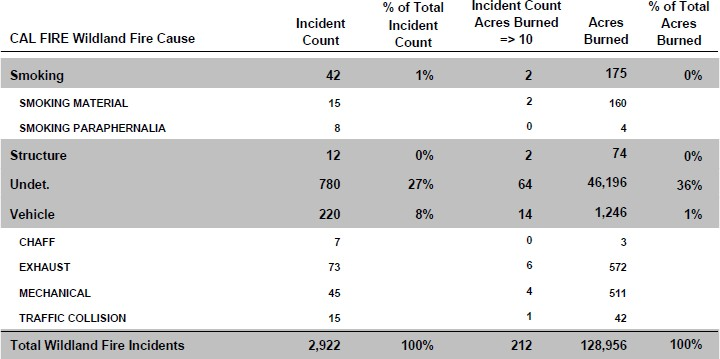 CAL FIRE Wildland Fire Cause Incident Count % of Total Incident Count Incident Count Acres Burned => 10 Acres Burned % of Total Acres Burned
Smoking 42 1% 2 175 0%
SMOKING MATERIAL 15 2 160
SMOKING PARAPHERNALIA 8 0 4
Structure 12 0% 2 74 0%
Undet. 780 27% 64 46,196 36%
Vehicle 220 8% 14 1,246 1%
CHAFF 7 0 3
EXHAUST 73 6 572
MECHANICAL 45 4 511
TRAFFIC COLLISION 15 1 42
Total Wildland Fire Incidents 2,922 100% 212 128,956 100%